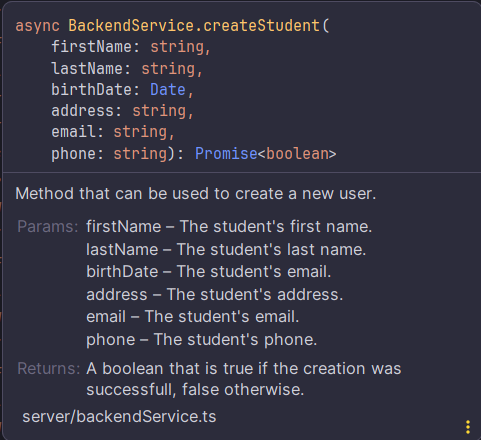 async BackendService.createStudent(
firstName: string,
lastName: string,
birthDate: Date,
address: string,
email: string,
phone: string): Promise<boolean>
Method that can be used to create a new user.
Params: firstName – The student's first name.
lastName – The student's last name.
birthDate – The student's email.
address – The student's address.
email – The student's email.
phone – The student's phone.
Returns: A boolean that is true if the creation was
successfull, false otherwise.
server/backendService.ts